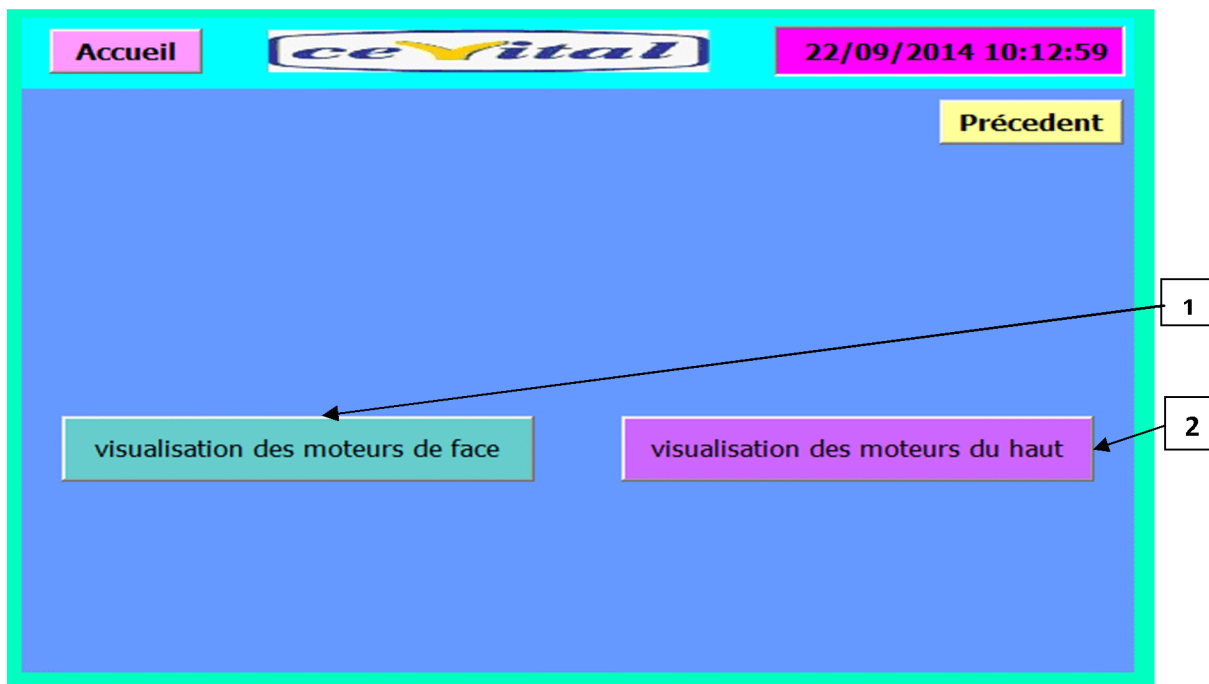 Accueil
cevital
22/09/2014 10:12:59
Précedent
1
visualisation des moteurs de face
visualisation des moteurs du haut
2